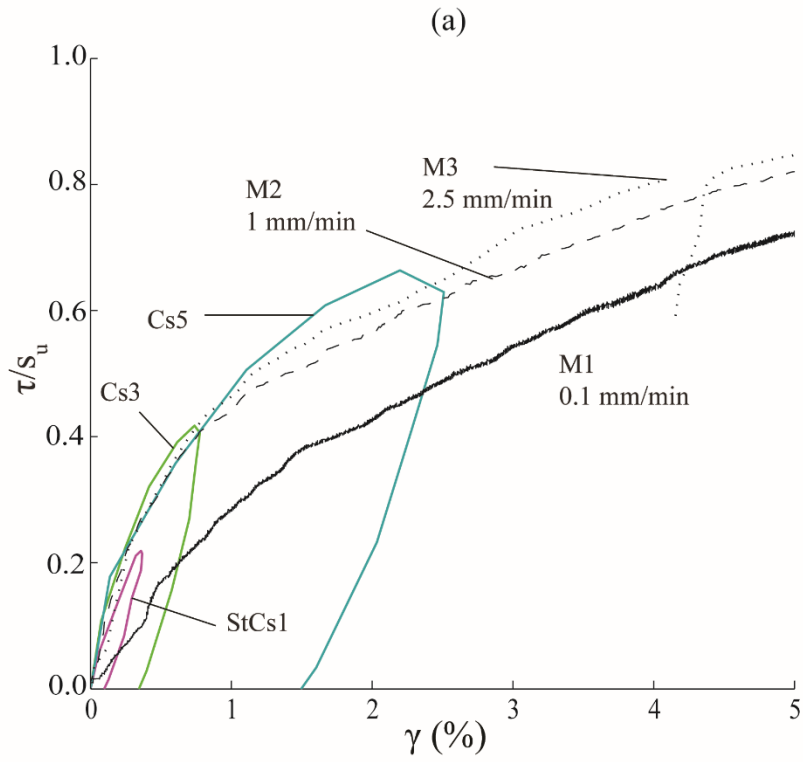 (a)
1.0
0.8
0.6
0.4
0.2
0.0
τ/s_u
M3
2.5 mm/min
M2
1 mm/min
Cs5
Cs3
M1
0.1 mm/min
StCs1
0 1 2 3 4 5
γ (%)